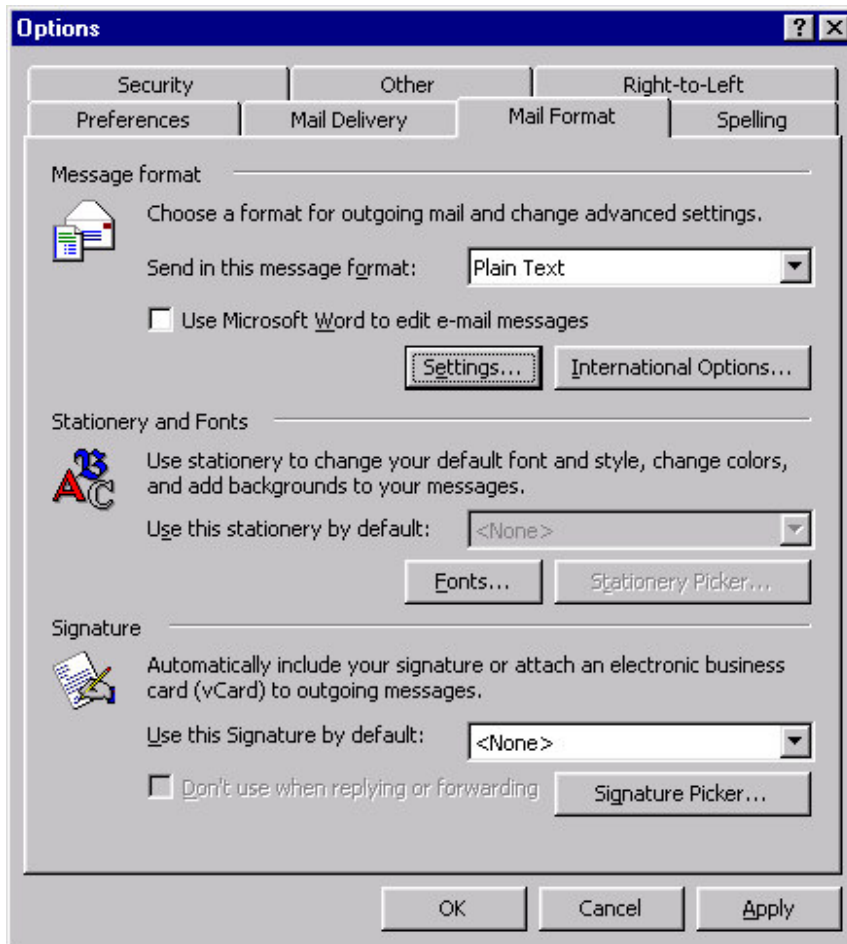 Options
Security Other Right-to-Left
Preferences Mail Delivery Mail Format Spelling
Message format
Choose a format for outgoing mail and change advanced settings.
Send in this message format: Plain Text
Use Microsoft Word to edit e-mail messages
Settings... International Options...
Stationery and Fonts
ABC
Use stationery to change your default font and style, change colors,
and add backgrounds to your messages.
Use this stationery by default: <None>
Fonts... Stationery Picker...
Signature
Automatically include your signature or attach an electronic business
card (vCard) to outgoing messages.
Use this Signature by default: <None>
Don't use when replying or forwarding Signature Picker...
OK Cancel Apply